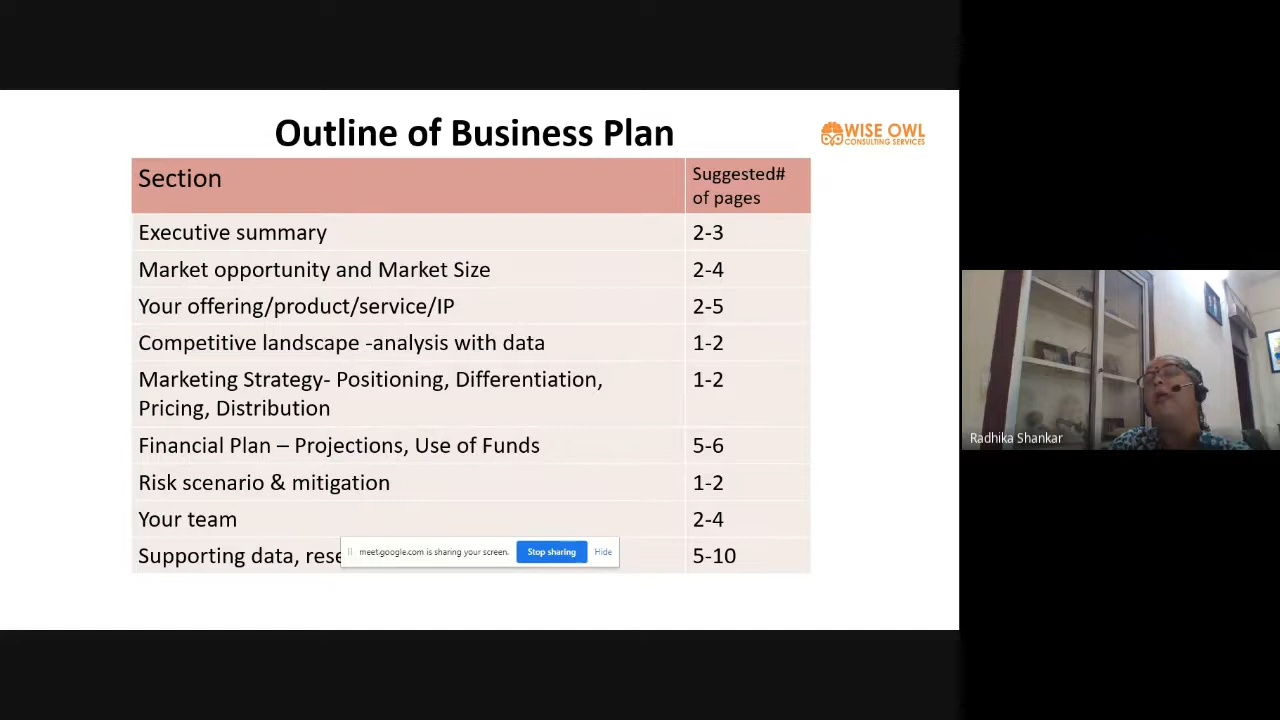 Outline of Business Plan
WISE OWL
CONSULTING SERVICES
Section
Suggested#
of pages
Executive summary
2-3
Market opportunity and Market Size
2-4
Your offering/product/service/IP
2-5
Competitive landscape -analysis with data
1-2
Marketing Strategy- Positioning, Differentiation,
Pricing, Distribution
1-2
Financial Plan – Projections, Use of Funds
5-6
Risk scenario & mitigation
1-2
Your team
2-4
Supporting data,
5-10
meet.google.com is sharing your screen.
Stop sharing
Hide
Radhika Shankar